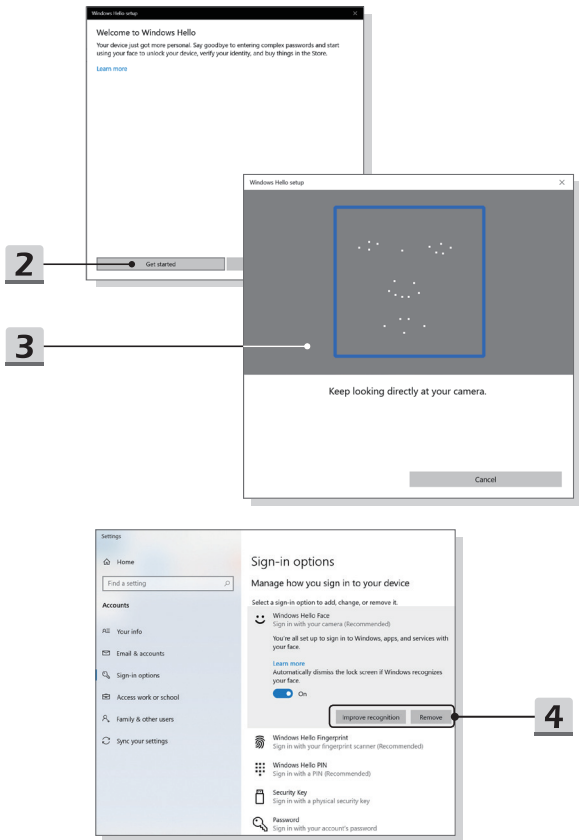 Windows Hello setup
Welcome to Windows Hello
Your device just got more personal. Say goodbye to entering complex passwords and start
using your face to unlock your device, verify your identity, and buy things in the Store.
Learn more
2
Get started
Windows Hello setup
3
Keep looking directly at your camera.
Cancel
Settings
Home
Find a setting
Accounts
Your info
Email & accounts
Sign-in options
Access work or school
Family & other users
Sync your settings
Sign-in options
Manage how you sign in to your device
Select a sign-in option to add, change, or remove it.
Windows Hello Face
Sign in with your camera (Recommended)
You're all set up to sign in to Windows, apps, and services with
your face.
Learn more
Automatically dismiss the lock screen if Windows recognizes
your face.
On
Improve recognition
Remove
4
Windows Hello Fingerprint
Sign in with your fingerprint scanner (Recommended)
Windows Hello PIN
Sign in with a PIN (Recommended)
Security Key
Sign in with a physical security key
Password
Sign in with your account's password